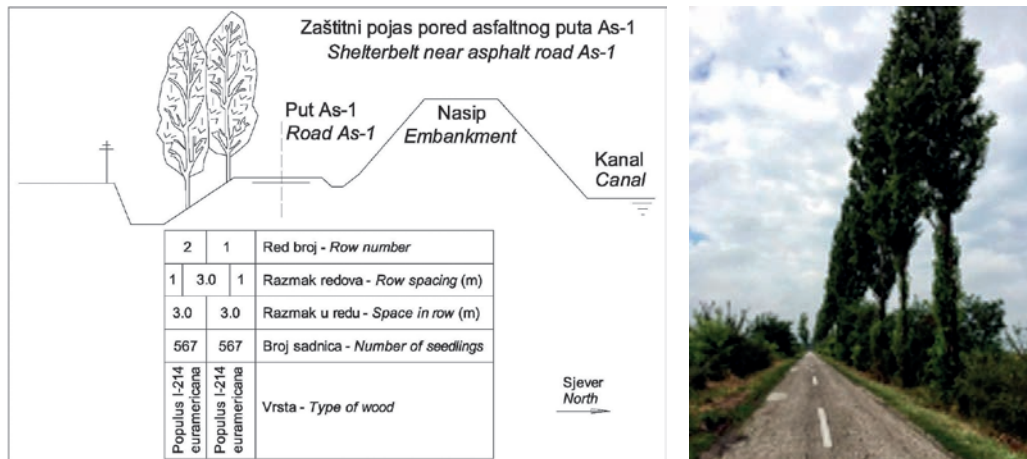 Zaštitni pojas pored asfaltnog puta As-1
Shelterbelt near asphalt road As-1
Put As-1
Road As-1
Nasip
Embankment
Kanal
Canal
2 1 Red broj - Row number
1 3.0 1 Razmak redova - Row spacing (m)
3.0 3.0 Razmak u redu - Space in row (m)
567 567 Broj sadnica - Number of seedlings
Populus I-214
euramericana
Populus I-214
euramericana
Vrsta - Type of wood
Sjever
North